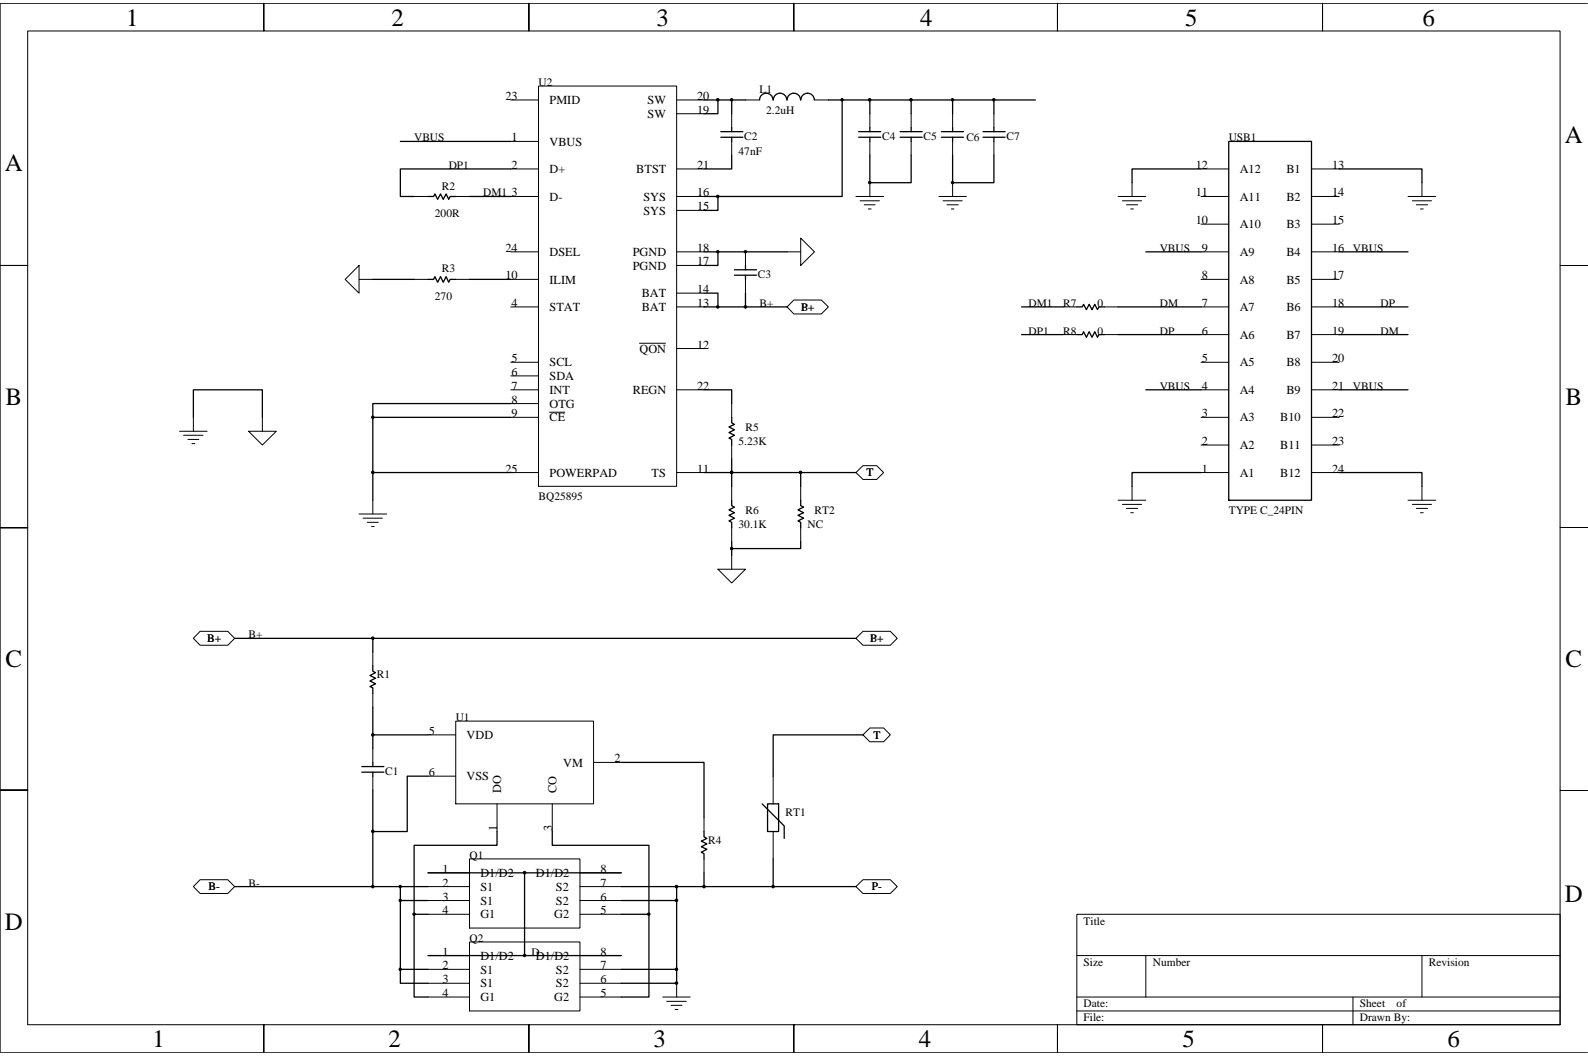 1 2 3 4 5 6
A A
B B
C C
D D
U2
23 PMID SW 20
SW 19
VBUS 1 VBUS
DP1 2 D+ BTST 21
R2 DM1 3 D- SYS 16
200R SYS 15
24 DSEL PGND 18
PGND 17
R3 10 ILIM
270 BAT 14
4 STAT BAT 13 B+ B+
QON 12
5 SCL
6 SDA
7 INT REGN 22
8 OTG
9 CE
25 POWERPAD TS 11 T
BQ25895
L1
2.2uH
C2
47nF
C4 C5 C6 C7
C3
R5
5.23K
R6
30.1K
RT2
NC
USB1
12 A12 B1 13
11 A11 B2 14
10 A10 B3 15
VBUS 9 A9 B4 16 VBUS
8 A8 B5 17
DM1 R7 0 DM 7 A7 B6 18 DP
DP1 R8 0 DP 6 A6 B7 19 DM
5 A5 B8 20
VBUS 4 A4 B9 21 VBUS
3 A3 B10 22
2 A2 B11 23
1 A1 B12 24
TYPE C_24PIN
B+ B+ B+
R1
U1
5 VDD
VM 2
6 VSS
DO CO
1 3
C1
T
RT1
R4
B- B- P-
Q1
1 D1/D2 D1/D2 8
2 S1 S2 7
3 S1 S2 6
4 G1 G2 5
Q2
1 D1/D2 D D1/D2 8
2 S1 S2 7
3 S1 S2 6
4 G1 G2 5
Title
Size Number Revision
Date: Sheet of
File: Drawn By:
1 2 3 4 5 6